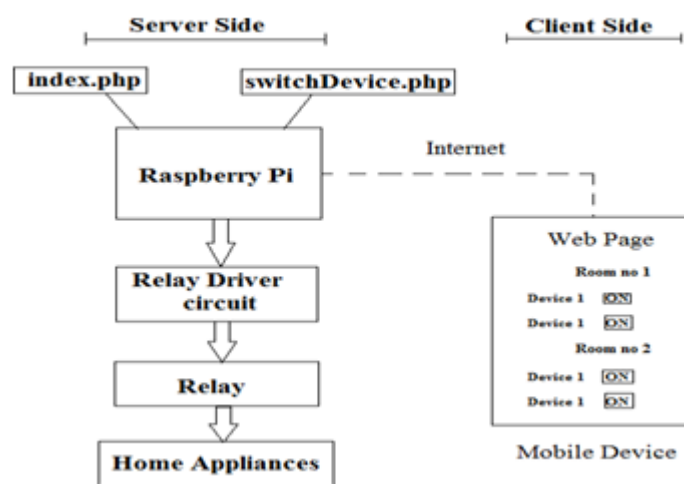 Server Side
Client Side
index.php
switchDevice.php
Raspberry Pi
Internet
Relay Driver
circuit
Relay
Home Appliances
Web Page
Room no 1
Device 1 ON
Device 1 ON
Room no 2
Device 1 ON
Device 1 ON
Mobile Device